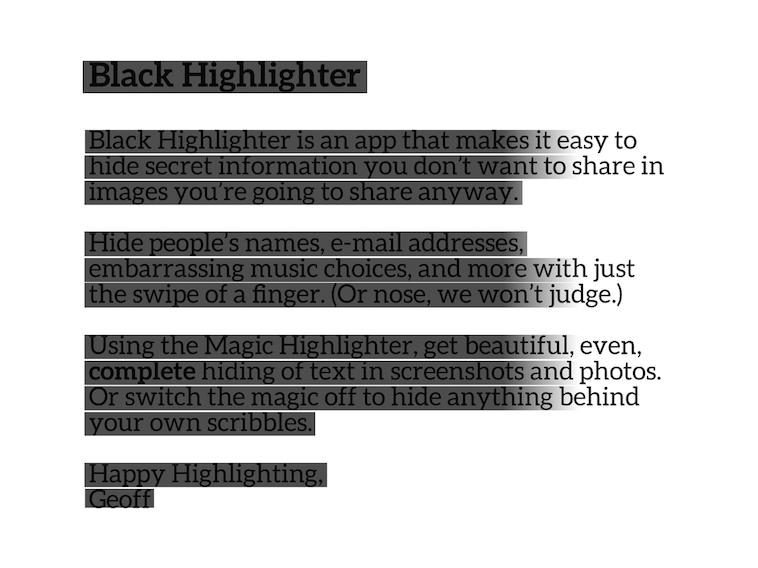 Black Highlighter
Black Highlighter is an app that makes it easy to
hide secret information you don’t want to share in
images you’re going to share anyway.
Hide people’s names, e-mail addresses,
embarrassing music choices, and more with just
the swipe of a finger. (Or nose, we won’t judge.)
Using the Magic Highlighter, get beautiful, even,
complete hiding of text in screenshots and photos.
Or switch the magic off to hide anything behind
your own scribbles.
Happy Highlighting,
Geoff